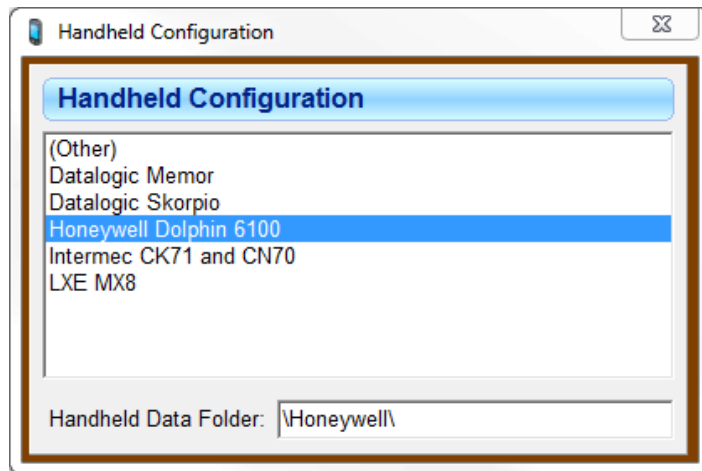 Handheld Configuration
Handheld Configuration
(Other)
Datalogic Memor
Datalogic Skorpio
Honeywell Dolphin 6100
Intermec CK71 and CN70
LXE MX8
Handheld Data Folder: \Honeywell\